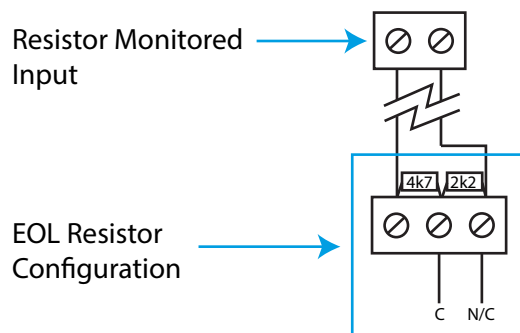 Resistor Monitored
Input
4k7 2k2
EOL Resistor
Configuration
C N/C